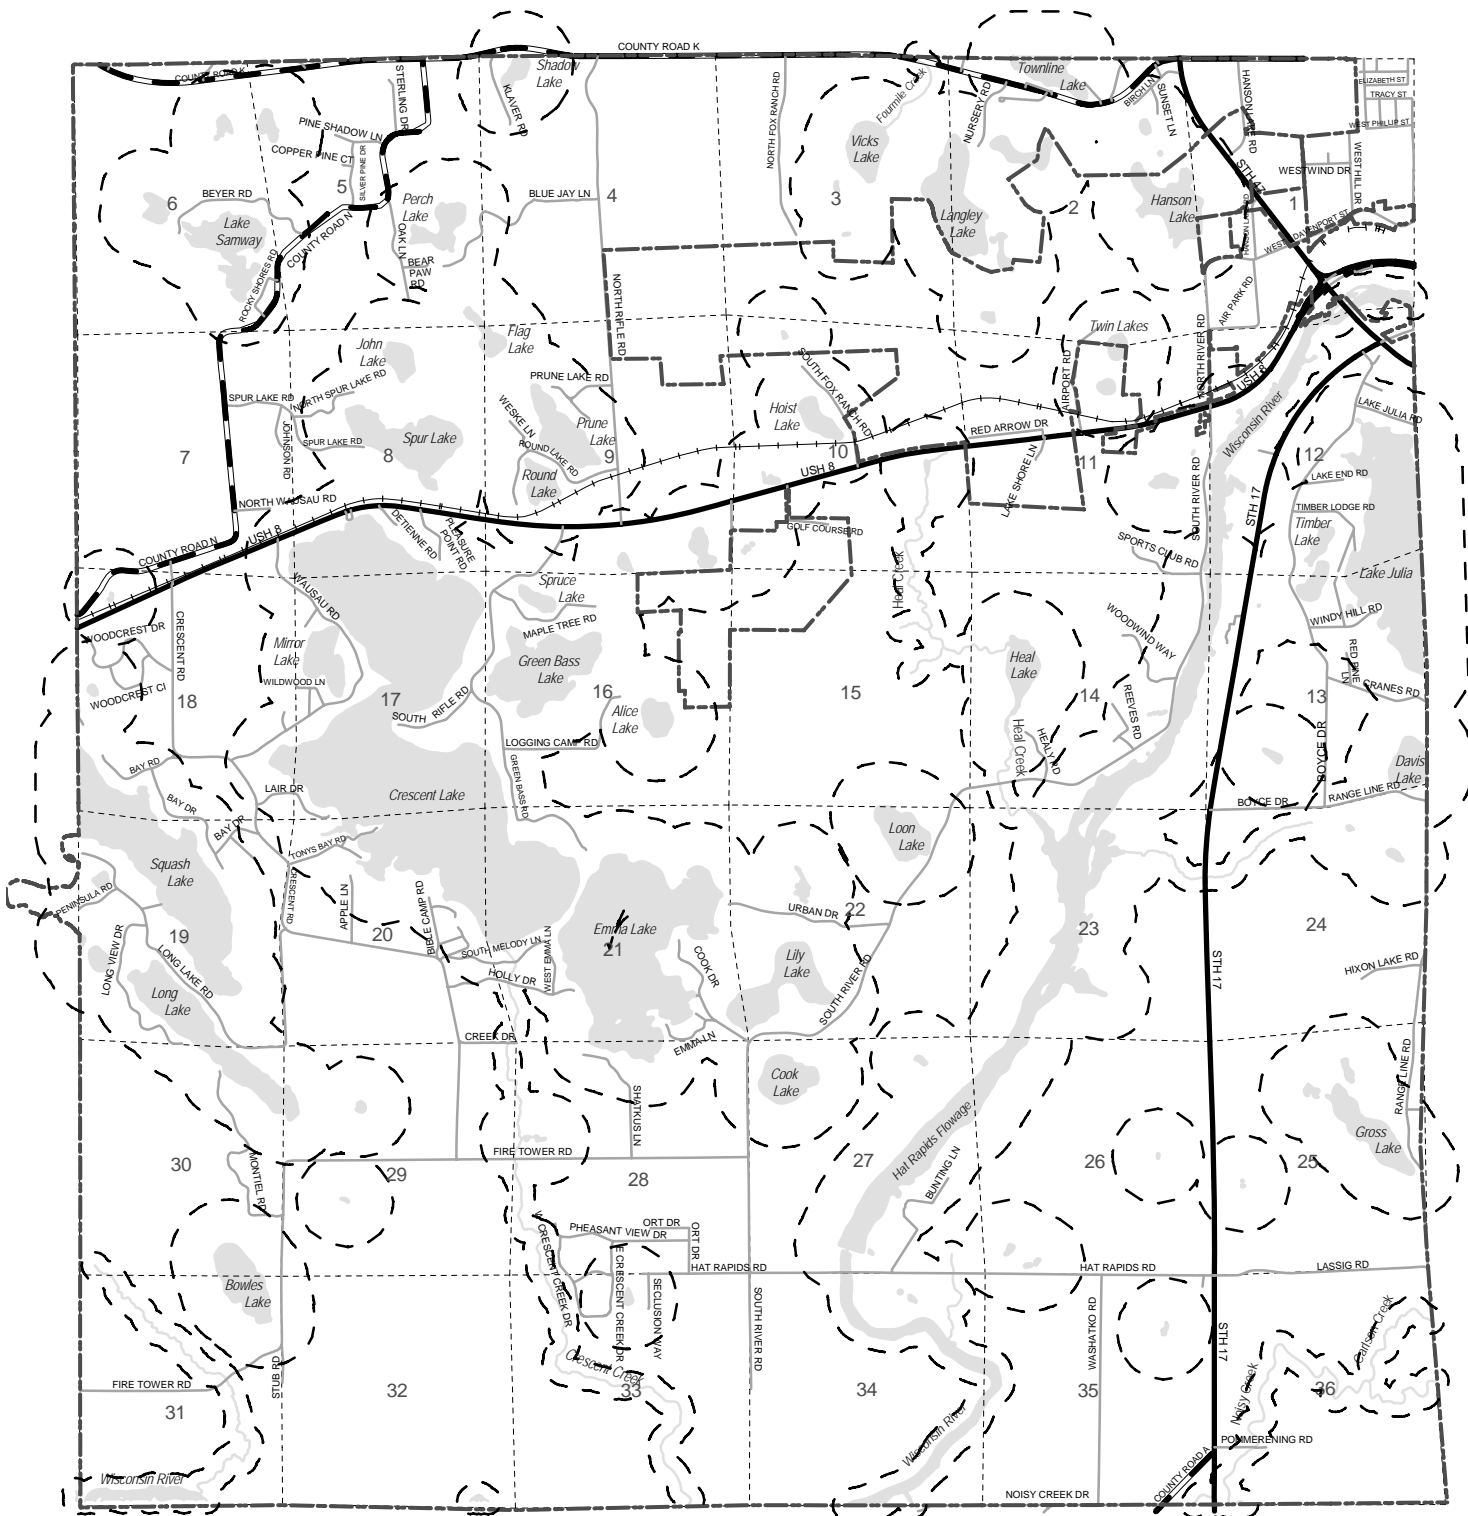 COUNTY ROAD K
COUNTY ROAD K
Shadow
Lake
Townline
Lake
STERLING DR
KLAVER RD
NORTH FOX RANCH RD
Fourmile Creek
NURSERY RD
BIRCH LN
SUNSET LN
HANSON LAKE RD
ELIZABETH ST
TRACY ST
WEST PHILLIP ST
PINE SHADOW LN
COPPER PINE CT
SILVER PINE DR
5
Vicks
Lake
STH 47
WESTWIND DR
WEST HILL DR
6
BEYER RD
Lake
Samway
Perch
Lake
BLUE JAY LN
4
3
Langley
Lake
2
Hanson
Lake
1
HANSON LAKE RD
WEST DAVENPORT ST
COUNTY ROAD N
OAK LN
BEAR
PAW
RD
ROCKY SHORES RD
NORTH RIFLE RD
AIR PARK RD
NORTH RIVER RD
John
Lake
Flag
Lake
Twin Lakes
PRUNE LAKE RD
SOUTH FOX RANCH RD
AIRPORT RD
USH 8
SPUR LAKE RD
NORTH SPUR LAKE RD
JOHNSON RD
SPUR LAKE RD
Spur Lake
WESKE LN
Prune
Lake
ROUND LAKE RD
Round
Lake
Hoist
Lake
RED ARROW DR
Wisconsin River
LAKE JULIA RD
7
8
9
10
11
12
USH 8
LAKE SHORE LN
SOUTH RIVER RD
STH 17
LAKE END RD
NORTH WAUSAU RD
TIMBER LODGE RD
Timber
Lake
COUNTY ROAD N
USH 8
DETIENNE RD
PLEASURE
POINT RD
GOLF COURSE RD
SPORTS CLUB RD
Heal Creek
Lake Julia
WAUSAU RD
Spruce
Lake
MAPLE TREE RD
WOODCREST DR
CRESCENT RD
WOODWIND WAY
WINDY HILL RD
Mirror
Lake
WILDWOOD LN
Green Bass
Lake
Heal
Lake
RED PINE
LN
CRANES RD
WOODCREST CI
18
17
16
15
14
13
SOUTH RIFLE RD
Alice
Lake
REEVES RD
LOGGING CAMP RD
Heal Creek
HEALY RD
BOYCE DR
Davis
Lake
BAY RD
GREEN BASS RD
LAIR DR
Crescent Lake
BAY DR
BAY DR
BOYCE DR
RANGE LINE RD
TONYS BAY RD
Loon
Lake
Squash
Lake
PENINSULA RD
CRESCENT RD
APPLE LN
BIBLE CAMP RD
URBAN DR
22
19
20
Emma Lake
21
23
24
LONG VIEW DR
LONG LAKE RD
SOUTH MELODY LN
WEST EMMA LN
HOLLY DR
COOK DR
Lily
Lake
SOUTH RIVER RD
STH 17
HIXON LAKE RD
Long
Lake
CREEK DR
EMMA LN
Cook
Lake
SHATKUS LN
RANGE LINE RD
Hat Rapids Flowage
Gross
Lake
FIRE TOWER RD
30
29
28
27
26
25
MONTIEL RD
BUNTING LN
W CRESCENT CREEK DR
PHEASANT VIEW DR
ORT DR
ORT DR
HAT RAPIDS RD
HAT RAPIDS RD
LASSIG RD
Bowles
Lake
E CRESCENT CREEK DR
SECLUSION WAY
SOUTH RIVER RD
WASHATKO RD
STH 17
Carlson Creek
Crescent Creek
STUB RD
FIRE TOWER RD
31
32
33
34
35
36
Noisy Creek
Wisconsin River
POMMERENING RD
Wisconsin River
COUNTY ROAD A
NOISY CREEK DR